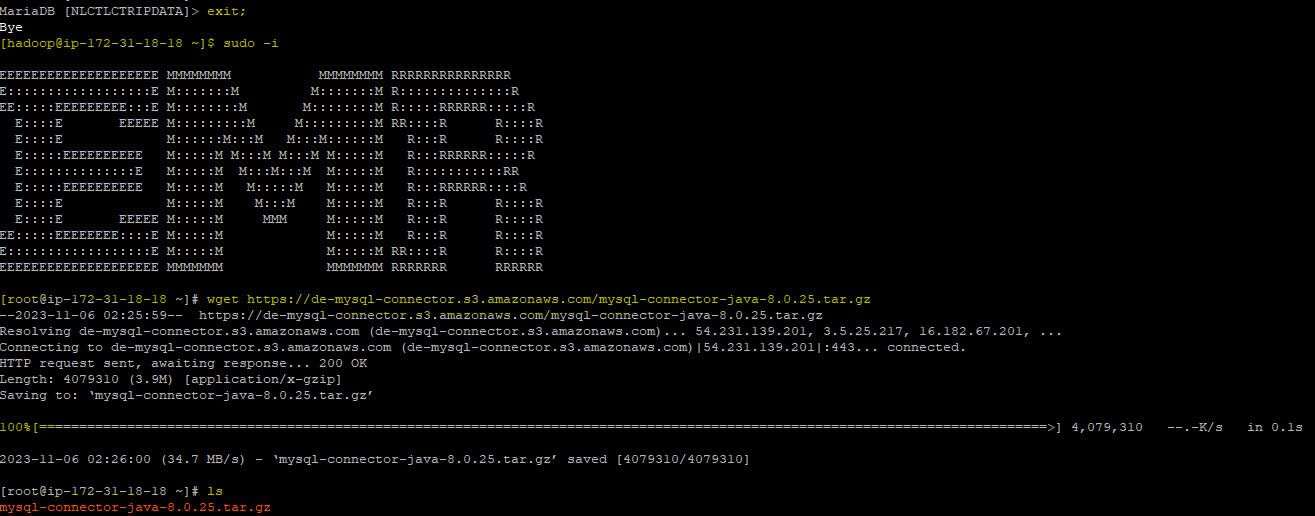 MariaDB [NLCTLCTRIPDATA]> exit;
Bye
[hadoop@ip-172-31-18-18 ~]$ sudo -i
EEEEEEEEEEEEEEEEEEEE MMMMMMMM           MMMMMMMM RRRRRRRRRRRRRRR
E::::::::::::::::::E M:::::::M         M:::::::M R::::::::::::::R
EE:::::EEEEEEEEE:::E M::::::::M       M::::::::M R:::::RRRRRR:::::R
  E::::E       EEEEE M:::::::::M     M:::::::::M RR::::R      R::::R
  E::::E             M::::::M:::M   M:::M::::::M   R:::R      R::::R
  E:::::EEEEEEEEEE   M:::::M M:::M M:::M M:::::M   R:::RRRRRR:::::R
  E::::::::::::::E   M:::::M  M:::M:::M  M:::::M   R:::::::::::RR
  E:::::EEEEEEEEEE   M:::::M   M:::::M   M:::::M   R:::RRRRRR::::R
  E::::E             M:::::M    M:::M    M:::::M   R:::R      R::::R
  E::::E       EEEEE M:::::M     MMM     M:::::M   R:::R      R::::R
EE:::::EEEEEEEE::::E M:::::M             M:::::M   R:::R      R::::R
E::::::::::::::::::E M:::::M             M:::::M RR::::R      R::::R
EEEEEEEEEEEEEEEEEEEE MMMMMMM             MMMMMMM RRRRRRR      RRRRRR
[root@ip-172-31-18-18 ~]# wget https://de-mysql-connector.s3.amazonaws.com/mysql-connector-java-8.0.25.tar.gz
--2023-11-06 02:25:59--  https://de-mysql-connector.s3.amazonaws.com/mysql-connector-java-8.0.25.tar.gz
Resolving de-mysql-connector.s3.amazonaws.com (de-mysql-connector.s3.amazonaws.com)... 54.231.139.201, 3.5.25.217, 16.182.67.201, ...
Connecting to de-mysql-connector.s3.amazonaws.com (de-mysql-connector.s3.amazonaws.com)|54.231.139.201|:443... connected.
HTTP request sent, awaiting response... 200 OK
Length: 4079310 (3.9M) [application/x-gzip]
Saving to: ‘mysql-connector-java-8.0.25.tar.gz’
100%[==============================================================================================================================>] 4,079,310   --.-K/s   in 0.1s
2023-11-06 02:26:00 (34.7 MB/s) - ‘mysql-connector-java-8.0.25.tar.gz’ saved [4079310/4079310]
[root@ip-172-31-18-18 ~]# ls
mysql-connector-java-8.0.25.tar.gz